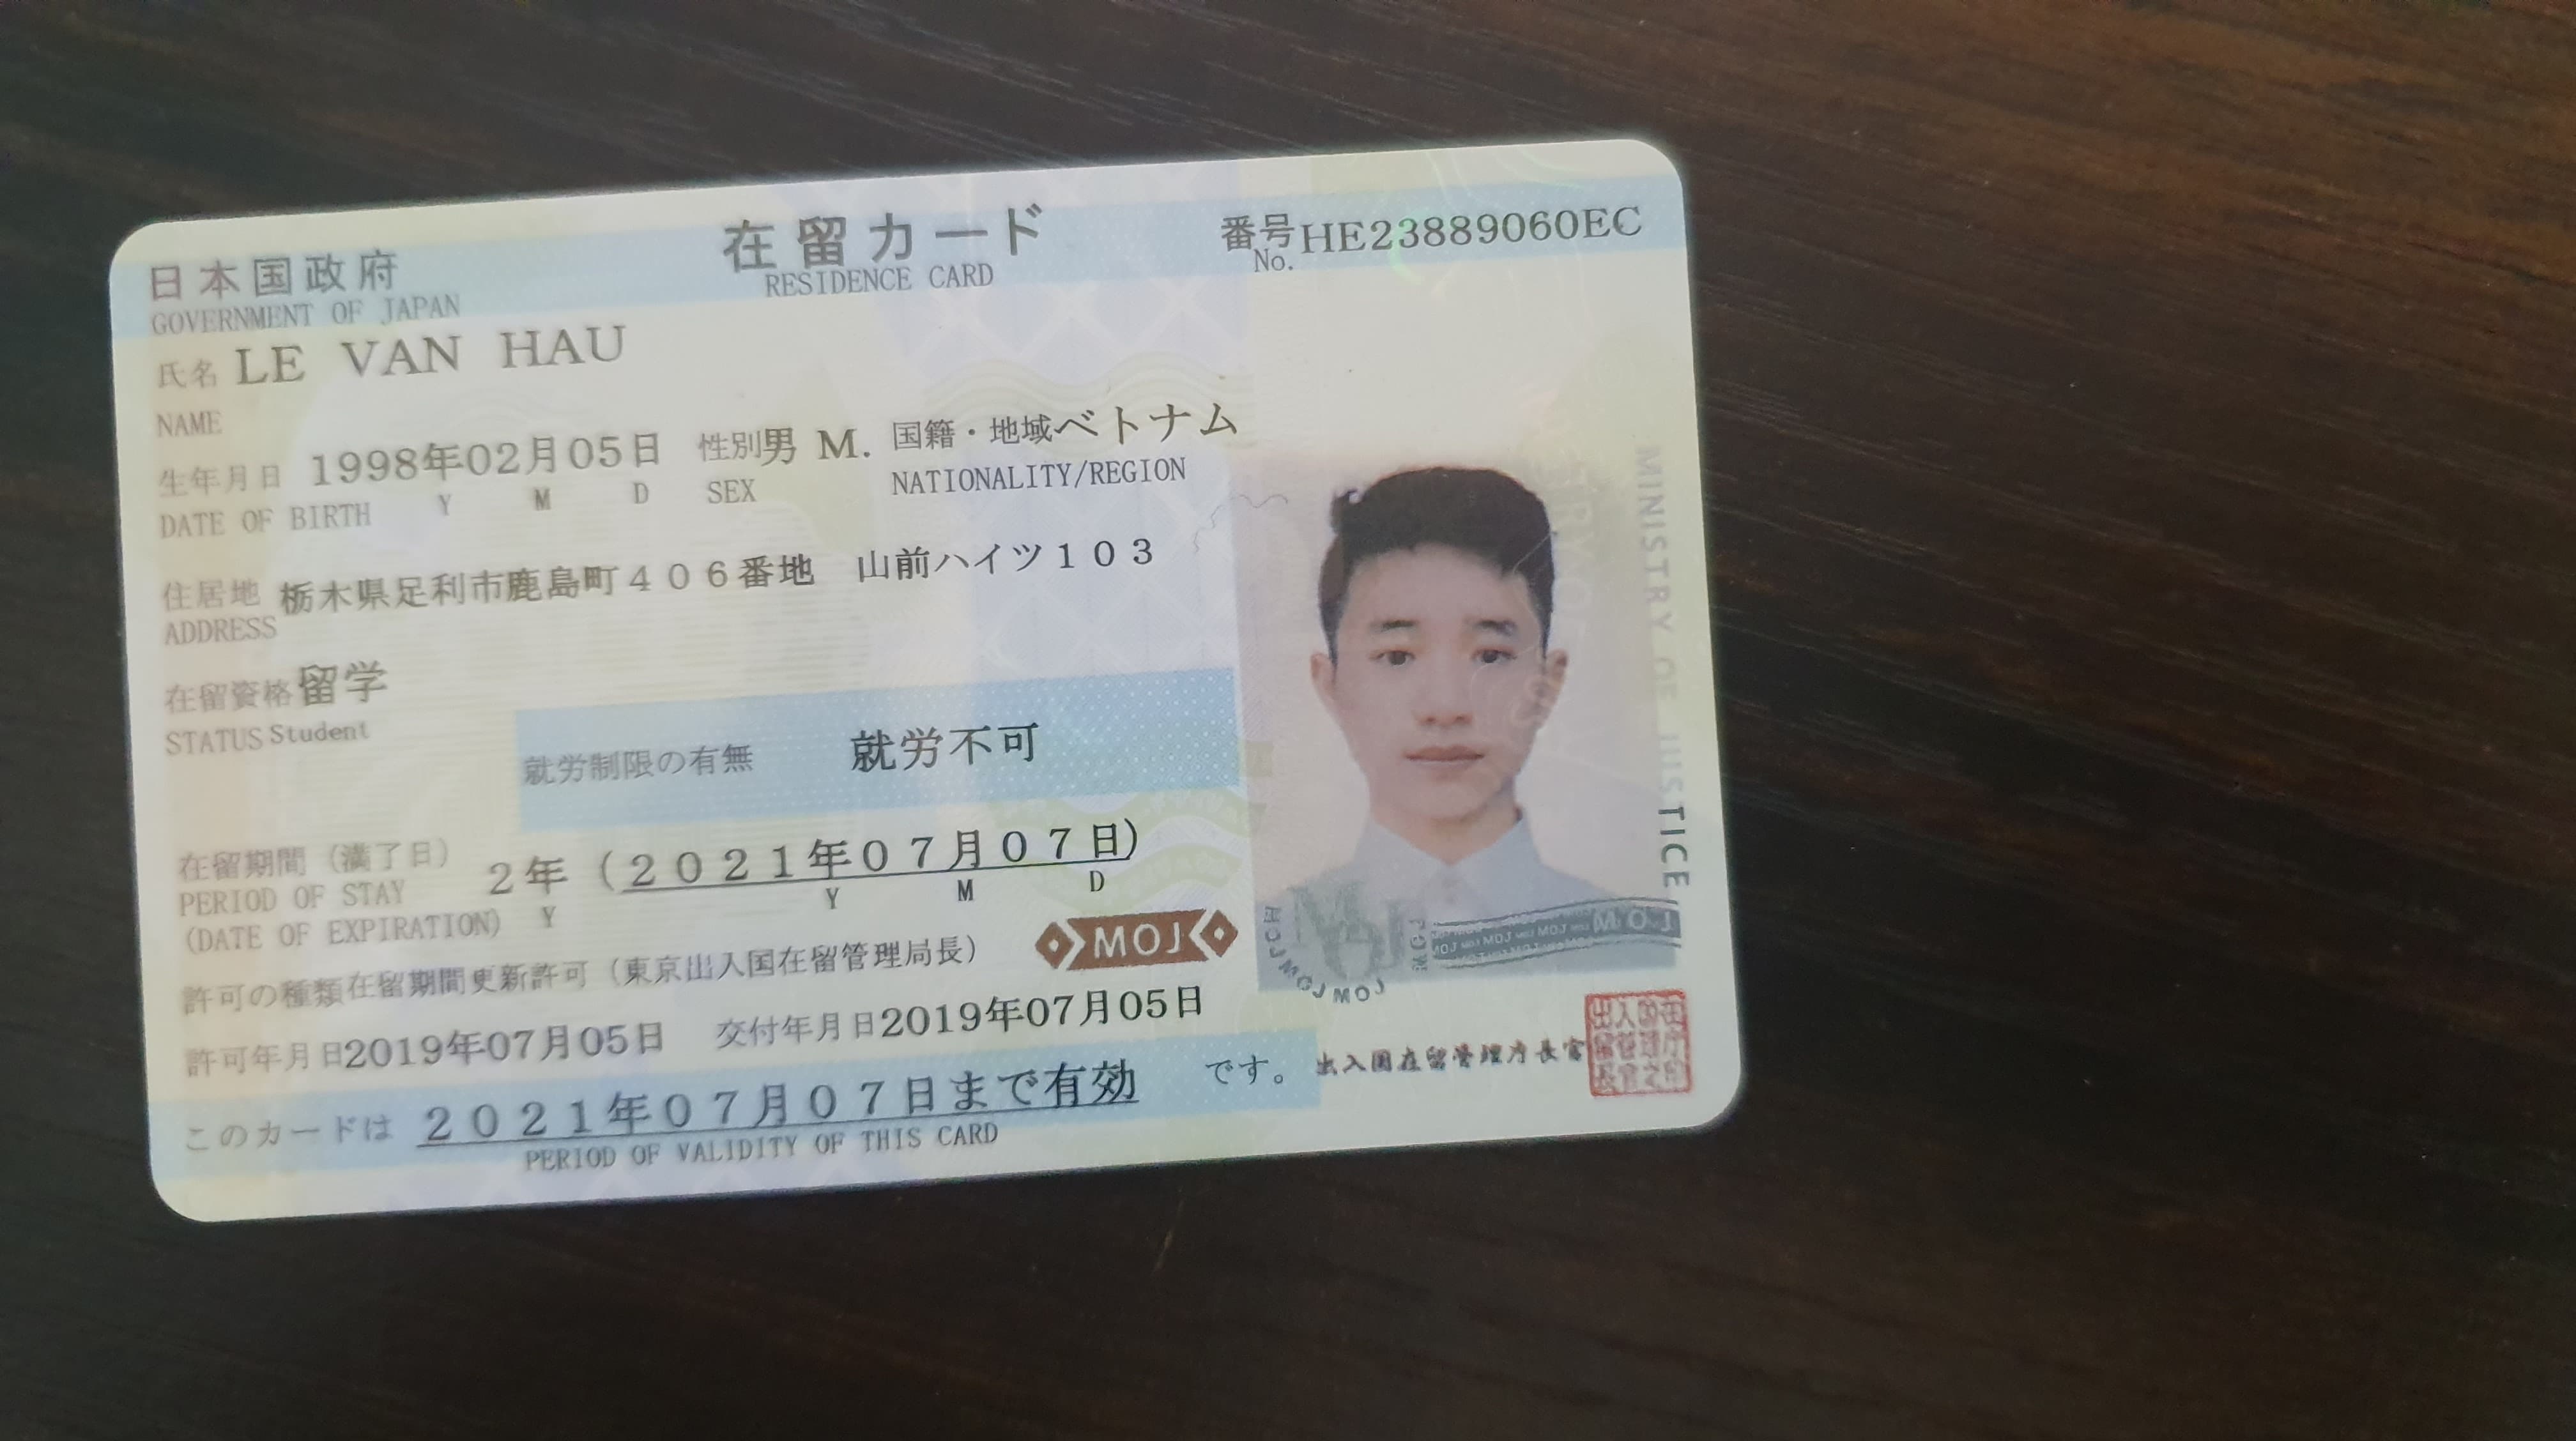 日本国政府 在留カード 番号 HE23889060EC
GOVERNMENT OF JAPAN RESIDENCE CARD No.
氏名 LE VAN HAU
NAME
生年月日 1998年02月05日 性別 男 M. 国籍・地域 ベトナム
DATE OF BIRTH Y M D SEX NATIONALITY/REGION
住居地 栃木県足利市鹿島町406番地 山前ハイツ103
ADDRESS
在留資格 留学
STATUS Student
就労制限の有無 就労不可
在留期間(満了日) 2年(2021年07月07日)
PERIOD OF STAY Y Y M D
(DATE OF EXPIRATION)
MOJ
許可の種類 在留期間更新許可(東京出入国在留管理局長)
許可年月日 2019年07月05日 交付年月日 2019年07月05日
このカードは 2021年07月07日まで有効 です。
PERIOD OF VALIDITY OF THIS CARD
MINISTRY OF JUSTICE
MOJ
MOJ MOJ MOJ
出入国在留管理庁長官
出入国在留管理庁長官之印